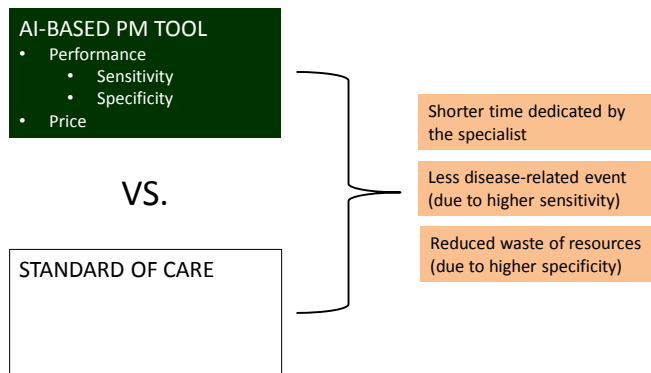 AI-BASED PM TOOL
• Performance
• Sensitivity
• Specificity
• Price
VS.
STANDARD OF CARE
Shorter time dedicated by
the specialist
Less disease-related event
(due to higher sensitivity)
Reduced waste of resources
(due to higher specificity)